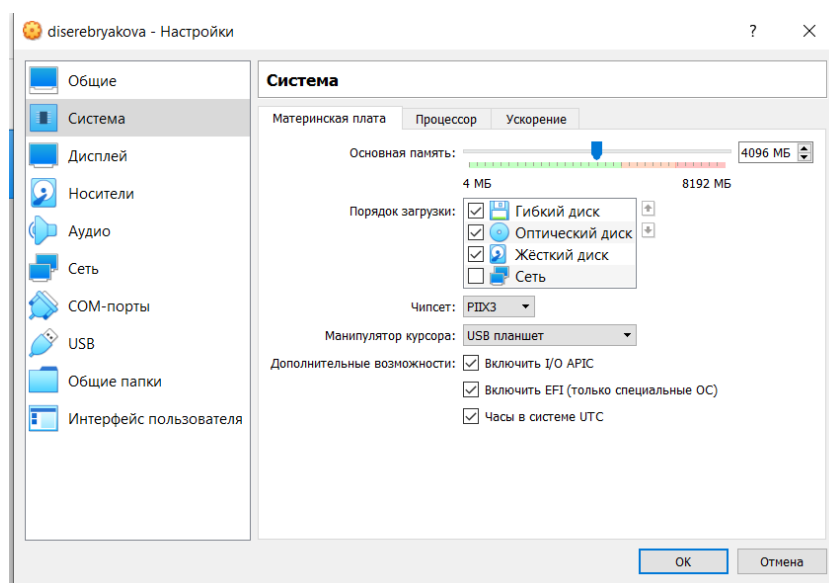 diserebryakova - Настройки
?
Общие
Система
Дисплей
Носители
Аудио
Сеть
COM-порты
USB
Общие папки
Интерфейс пользователя
Система
Материнская плата Процессор Ускорение
Основная память: 4096 МБ
4 МБ 8192 МБ
Порядок загрузки: Гибкий диск
Оптический диск
Жёсткий диск
Сеть
Чипсет: PIIX3
Манипулятор курсора: USB планшет
Дополнительные возможности: Включить I/O APIC
Включить EFI (только специальные ОС)
Часы в системе UTC
ОК Отмена